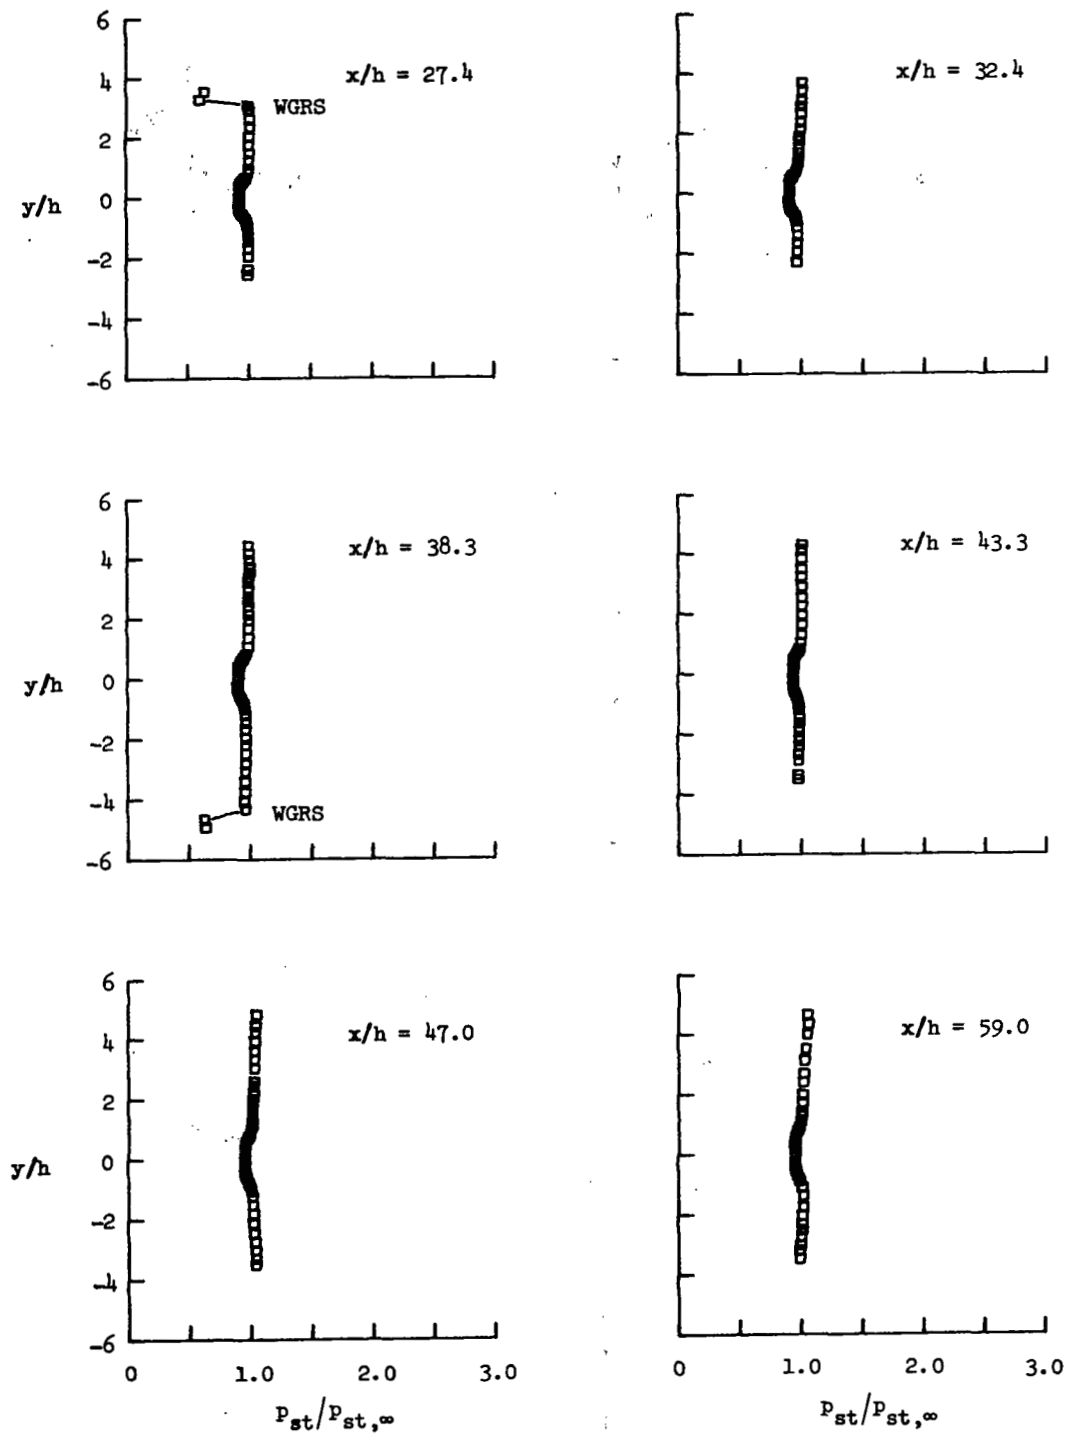 6
4
2
y/h 0
-2
-4
-6
x/h = 27.4
WGRS
x/h = 32.4
6
4
2
y/h 0
-2
-4
-6
x/h = 38.3
WGRS
x/h = 43.3
6
4
2
y/h 0
-2
-4
-6
x/h = 47.0
x/h = 59.0
0 1.0 2.0 3.0
0 1.0 2.0 3.0
p_st/p_st,∞
p_st/p_st,∞